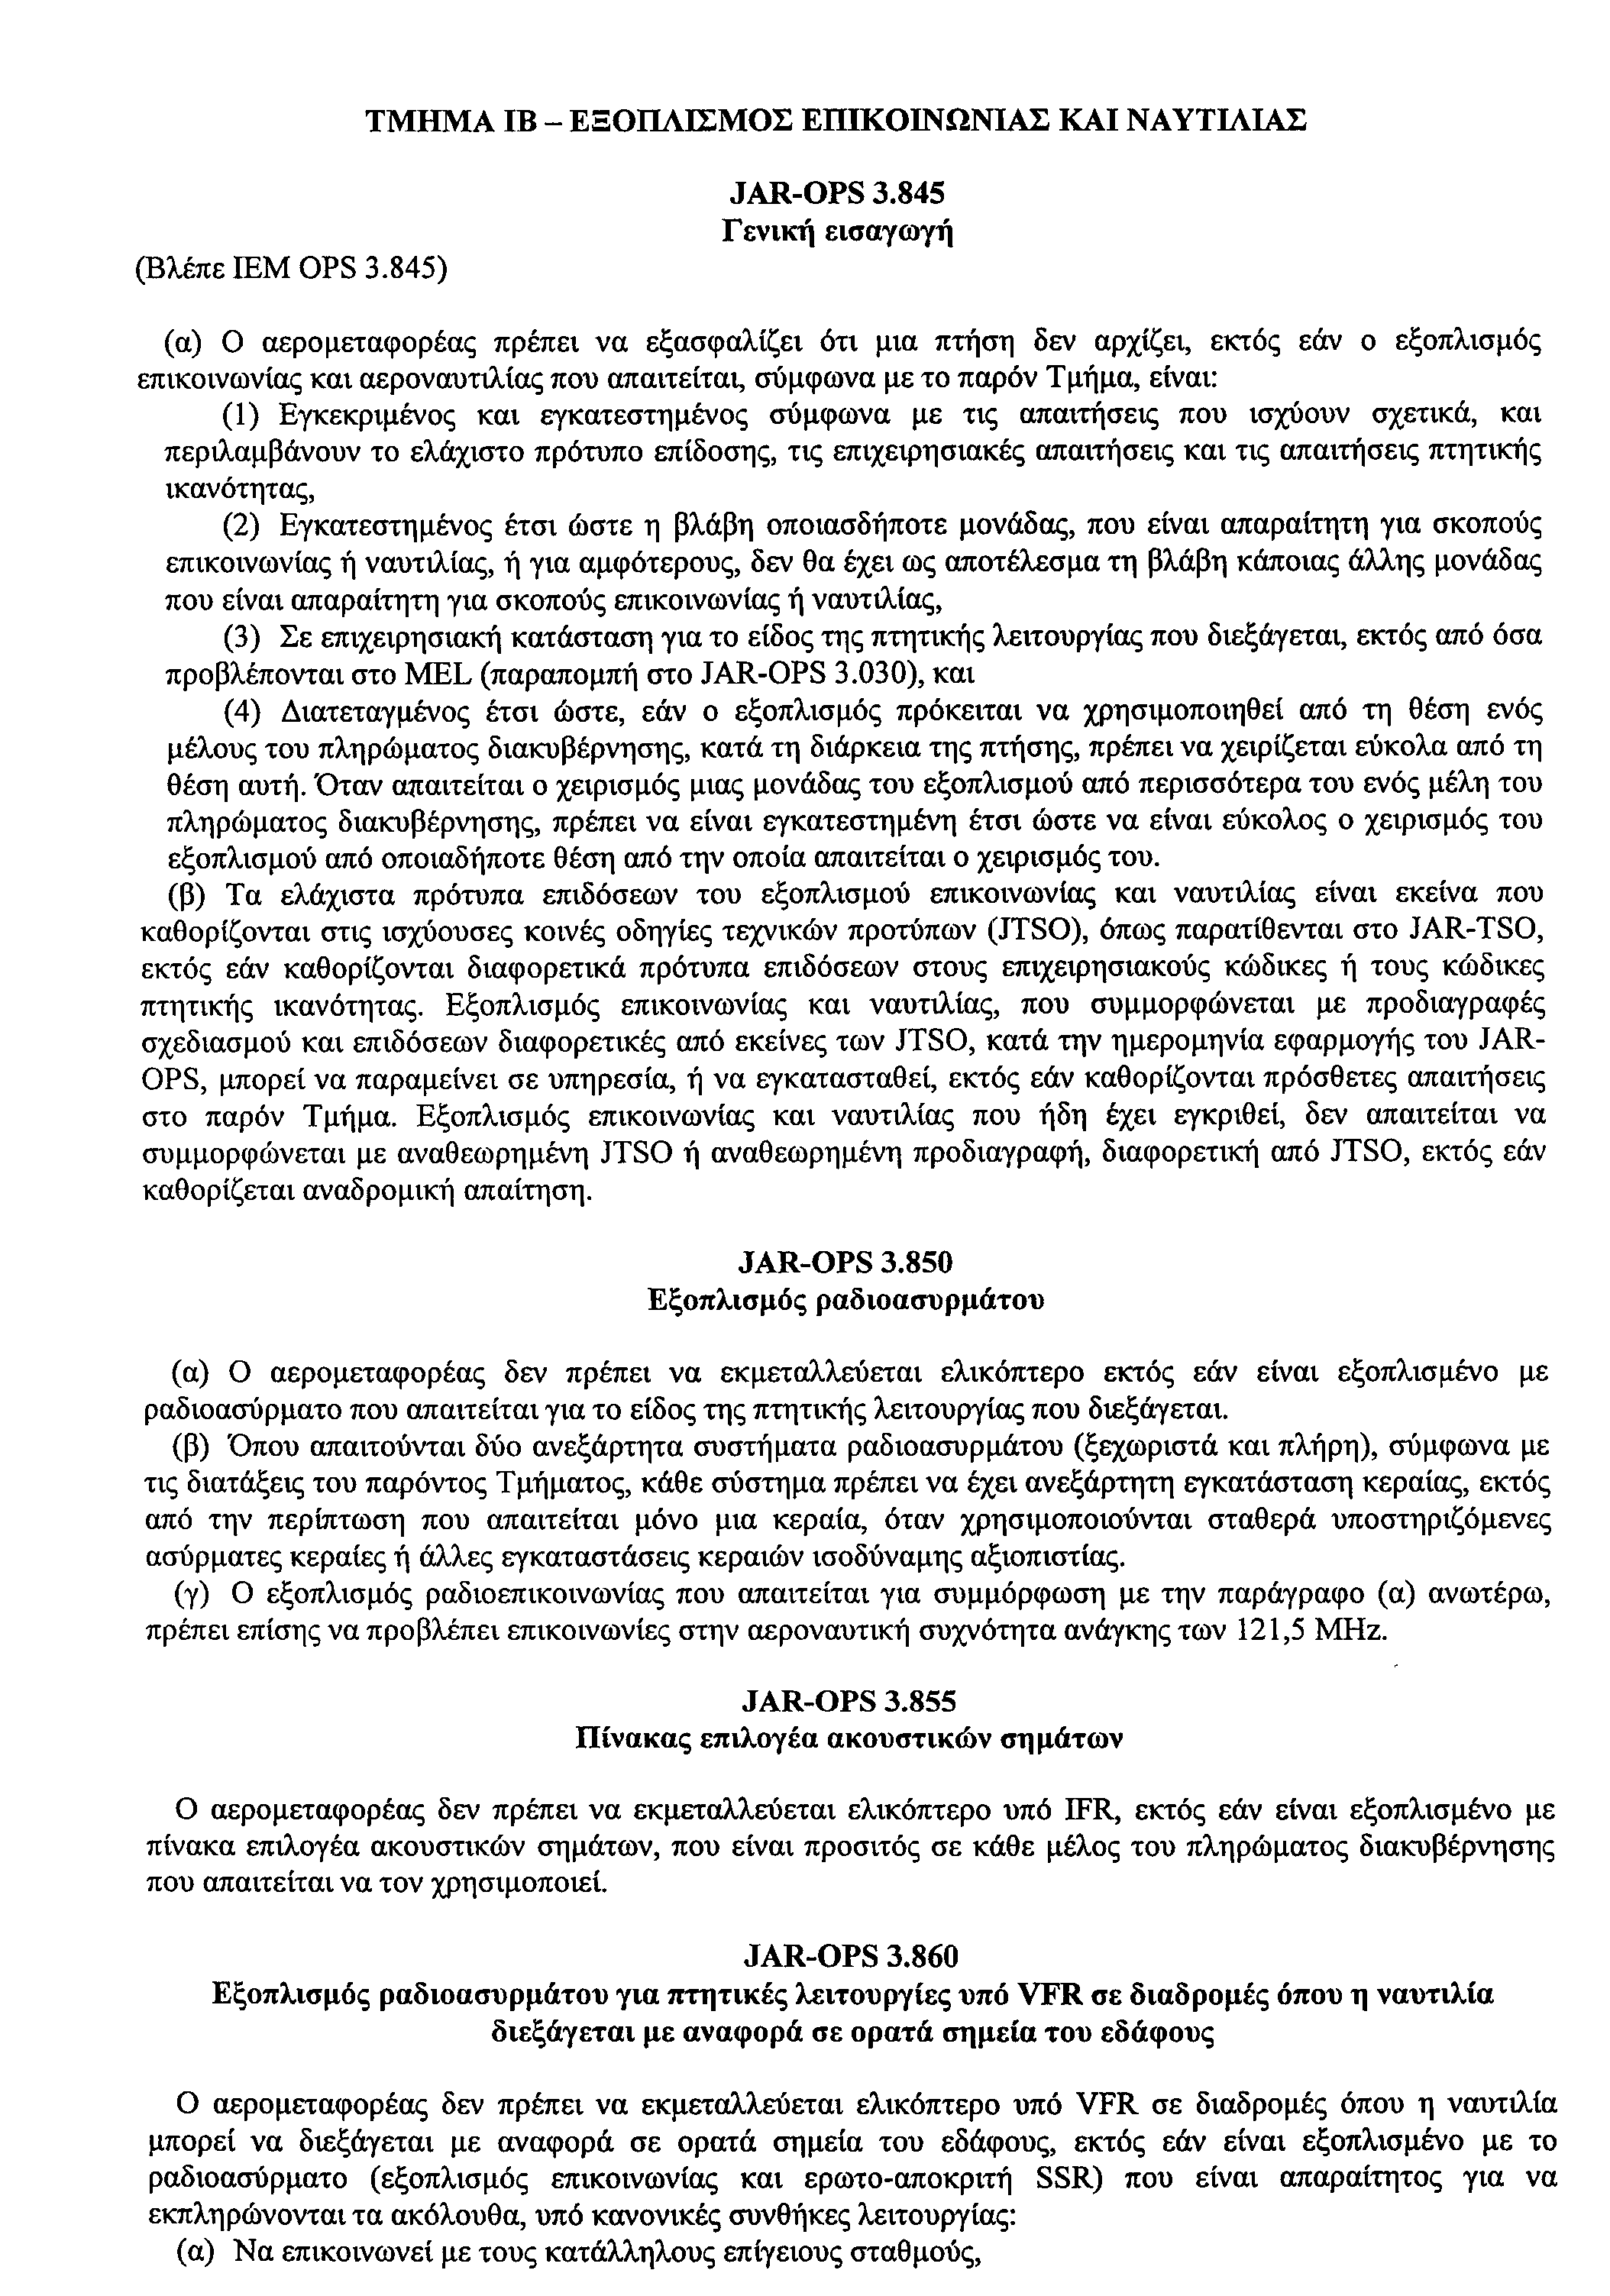 ΤΜΗΜΑ ΙΒ – ΕΞΟΠΛΙΣΜΟΣ ΕΠΙΚΟΙΝΩΝΙΑΣ ΚΑΙ ΝΑΥΤΙΛΙΑΣ
JAR-OPS 3.845
Γενική εισαγωγή
(Βλέπε IEM OPS 3.845)
(α) Ο αερομεταφορέας πρέπει να εξασφαλίζει ότι μια πτήση δεν αρχίζει, εκτός εάν ο εξοπλισμός
επικοινωνίας και αεροναυτιλίας που απαιτείται, σύμφωνα με το παρόν Τμήμα, είναι:
(1) Εγκεκριμένος και εγκατεστημένος σύμφωνα με τις απαιτήσεις που ισχύουν σχετικά, και
περιλαμβάνουν το ελάχιστο πρότυπο επίδοσης, τις επιχειρησιακές απαιτήσεις και τις απαιτήσεις πτητικής
ικανότητας,
(2) Εγκατεστημένος έτσι ώστε η βλάβη οποιασδήποτε μονάδας, που είναι απαραίτητη για σκοπούς
επικοινωνίας ή ναυτιλίας, ή για αμφότερους, δεν θα έχει ως αποτέλεσμα τη βλάβη κάποιας άλλης μονάδας
που είναι απαραίτητη για σκοπούς επικοινωνίας ή ναυτιλίας,
(3) Σε επιχειρησιακή κατάσταση για το είδος της πτητικής λειτουργίας που διεξάγεται, εκτός από όσα
προβλέπονται στο MEL (παραπομπή στο JAR-OPS 3.030), και
(4) Διατεταγμένος έτσι ώστε, εάν ο εξοπλισμός πρόκειται να χρησιμοποιηθεί από τη θέση ενός
μέλους του πληρώματος διακυβέρνησης, κατά τη διάρκεια της πτήσης, πρέπει να χειρίζεται εύκολα από τη
θέση αυτή. Όταν απαιτείται ο χειρισμός μιας μονάδας του εξοπλισμού από περισσότερα του ενός μέλη του
πληρώματος διακυβέρνησης, πρέπει να είναι εγκατεστημένη έτσι ώστε να είναι εύκολος ο χειρισμός του
εξοπλισμού από οποιαδήποτε θέση από την οποία απαιτείται ο χειρισμός του.
(β) Τα ελάχιστα πρότυπα επιδόσεων του εξοπλισμού επικοινωνίας και ναυτιλίας είναι εκείνα που
καθορίζονται στις ισχύουσες κοινές οδηγίες τεχνικών προτύπων (JTSO), όπως παρατίθενται στο JAR-TSO,
εκτός εάν καθορίζονται διαφορετικά πρότυπα επιδόσεων στους επιχειρησιακούς κώδικες ή τους κώδικες
πτητικής ικανότητας. Εξοπλισμός επικοινωνίας και ναυτιλίας, που συμμορφώνεται με προδιαγραφές
σχεδιασμού και επιδόσεων διαφορετικές από εκείνες των JTSO, κατά την ημερομηνία εφαρμογής του JAR-
OPS, μπορεί να παραμείνει σε υπηρεσία, ή να εγκατασταθεί, εκτός εάν καθορίζονται πρόσθετες απαιτήσεις
στο παρόν Τμήμα. Εξοπλισμός επικοινωνίας και ναυτιλίας που ήδη έχει εγκριθεί, δεν απαιτείται να
συμμορφώνεται με αναθεωρημένη JTSO ή αναθεωρημένη προδιαγραφή, διαφορετική από JTSO, εκτός εάν
καθορίζεται αναδρομική απαίτηση.
JAR-OPS 3.850
Εξοπλισμός ραδιοασυρμάτου
(α) Ο αερομεταφορέας δεν πρέπει να εκμεταλλεύεται ελικόπτερο εκτός εάν είναι εξοπλισμένο με
ραδιοασύρματο που απαιτείται για το είδος της πτητικής λειτουργίας που διεξάγεται.
(β) Όπου απαιτούνται δύο ανεξάρτητα συστήματα ραδιοασυρμάτου (ξεχωριστά και πλήρη), σύμφωνα με
τις διατάξεις του παρόντος Τμήματος, κάθε σύστημα πρέπει να έχει ανεξάρτητη εγκατάσταση κεραίας, εκτός
από την περίπτωση που απαιτείται μόνο μια κεραία, όταν χρησιμοποιούνται σταθερά υποστηριζόμενες
ασύρματες κεραίες ή άλλες εγκαταστάσεις κεραιών ισοδύναμης αξιοπιστίας.
(γ) Ο εξοπλισμός ραδιοεπικοινωνίας που απαιτείται για συμμόρφωση με την παράγραφο (α) ανωτέρω,
πρέπει επίσης να προβλέπει επικοινωνίες στην αεροναυτική συχνότητα ανάγκης των 121,5 MHz.
JAR-OPS 3.855
Πίνακας επιλογέα ακουστικών σημάτων
Ο αερομεταφορέας δεν πρέπει να εκμεταλλεύεται ελικόπτερο υπό IFR, εκτός εάν είναι εξοπλισμένο με
πίνακα επιλογέα ακουστικών σημάτων, που είναι προσιτός σε κάθε μέλος του πληρώματος διακυβέρνησης
που απαιτείται να τον χρησιμοποιεί.
JAR-OPS 3.860
Εξοπλισμός ραδιοασυρμάτου για πτητικές λειτουργίες υπό VFR σε διαδρομές όπου η ναυτιλία
διεξάγεται με αναφορά σε ορατά σημεία του εδάφους
Ο αερομεταφορέας δεν πρέπει να εκμεταλλεύεται ελικόπτερο υπό VFR σε διαδρομές όπου η ναυτιλία
μπορεί να διεξάγεται με αναφορά σε ορατά σημεία του εδάφους, εκτός εάν είναι εξοπλισμένο με το
ραδιοασύρματο (εξοπλισμός επικοινωνίας και ερωτο-αποκριτή SSR) που είναι απαραίτητος για να
εκπληρώνονται τα ακόλουθα, υπό κανονικές συνθήκες λειτουργίας:
(α) Να επικοινωνεί με τους κατάλληλους επίγειους σταθμούς,